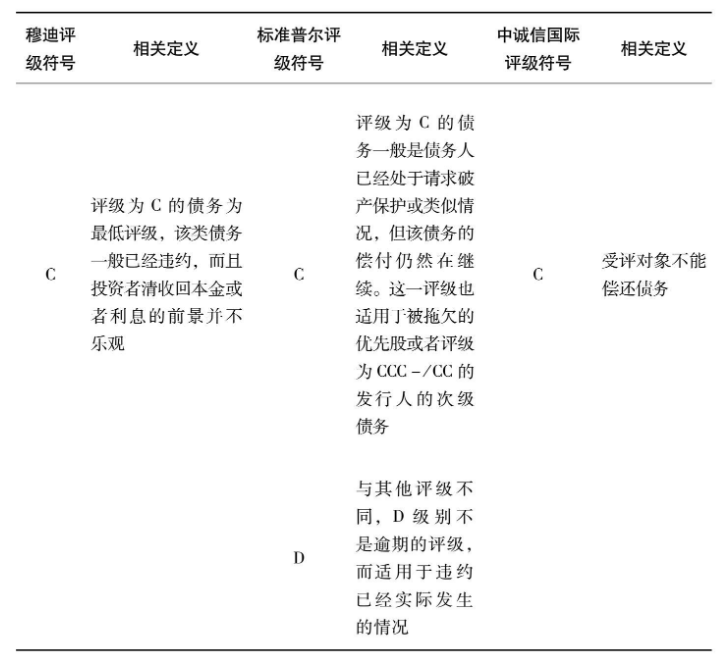 穆迪评
级符号
相关定义
标准普尔评
级符号
相关定义
中诚信国际
评级符号
相关定义
C
评级为 C 的债务为
最低评级，该类债务
一般已经违约，而且
投资者清收回本金或
者利息的前景并不
乐观
C
评级为 C 的债
务一般是债务人
已经处于请求破
产保护或类似情
况，但该债务的
偿付仍然在继
续。这一评级也
适用于被拖欠的
优先股或者评级
为 CCC -/CC 的
发行人的次级
债务
C
受评对象不能
偿还债务
D
与其他评级不
同，D 级别不
是逾期的评级，
而适用于违约
已经实际发生
的情况